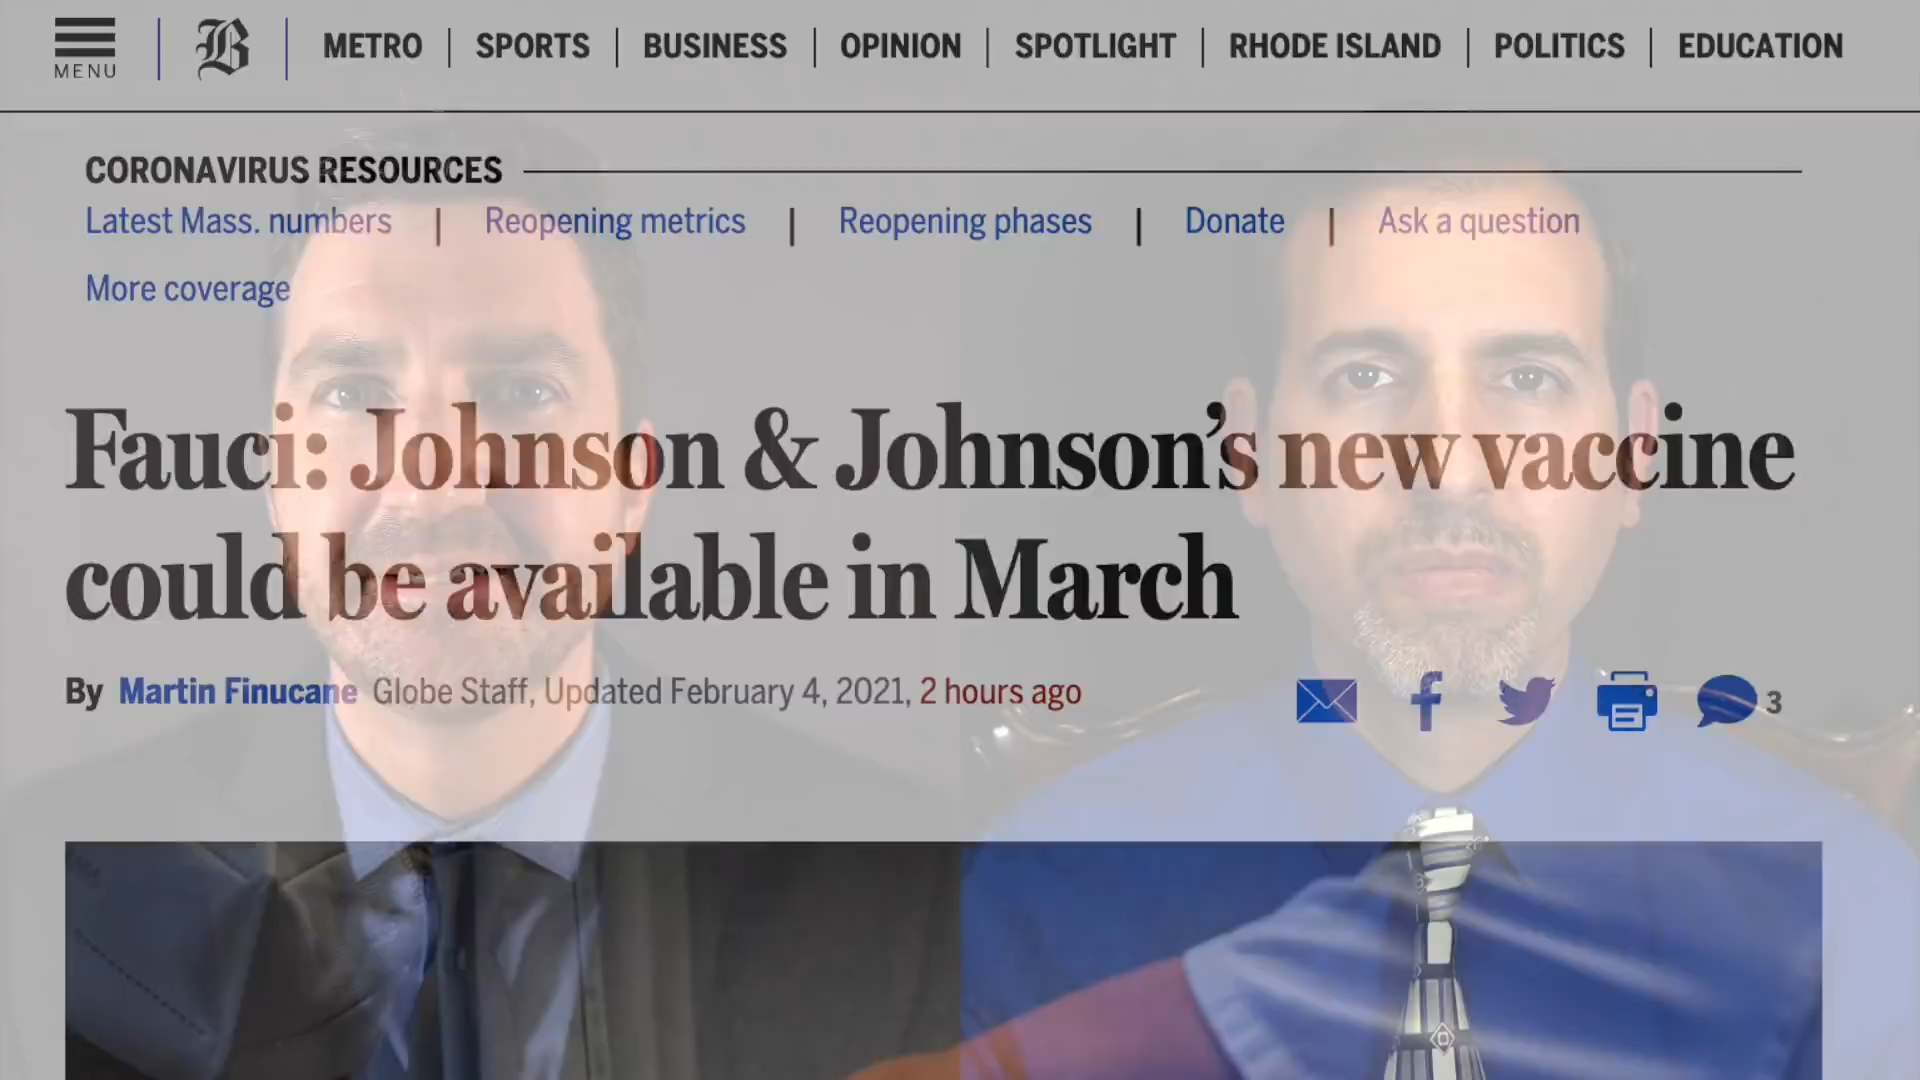 MENU | B | METRO | SPORTS | BUSINESS | OPINION | SPOTLIGHT | RHODE ISLAND | POLITICS | EDUCATION
CORONAVIRUS RESOURCES
Latest Mass. numbers | Reopening metrics | Reopening phases | Donate | Ask a question
More coverage
Fauci: Johnson & Johnson’s new vaccine
could be available in March
By Martin Finucane Globe Staff, Updated February 4, 2021, 2 hours ago 3